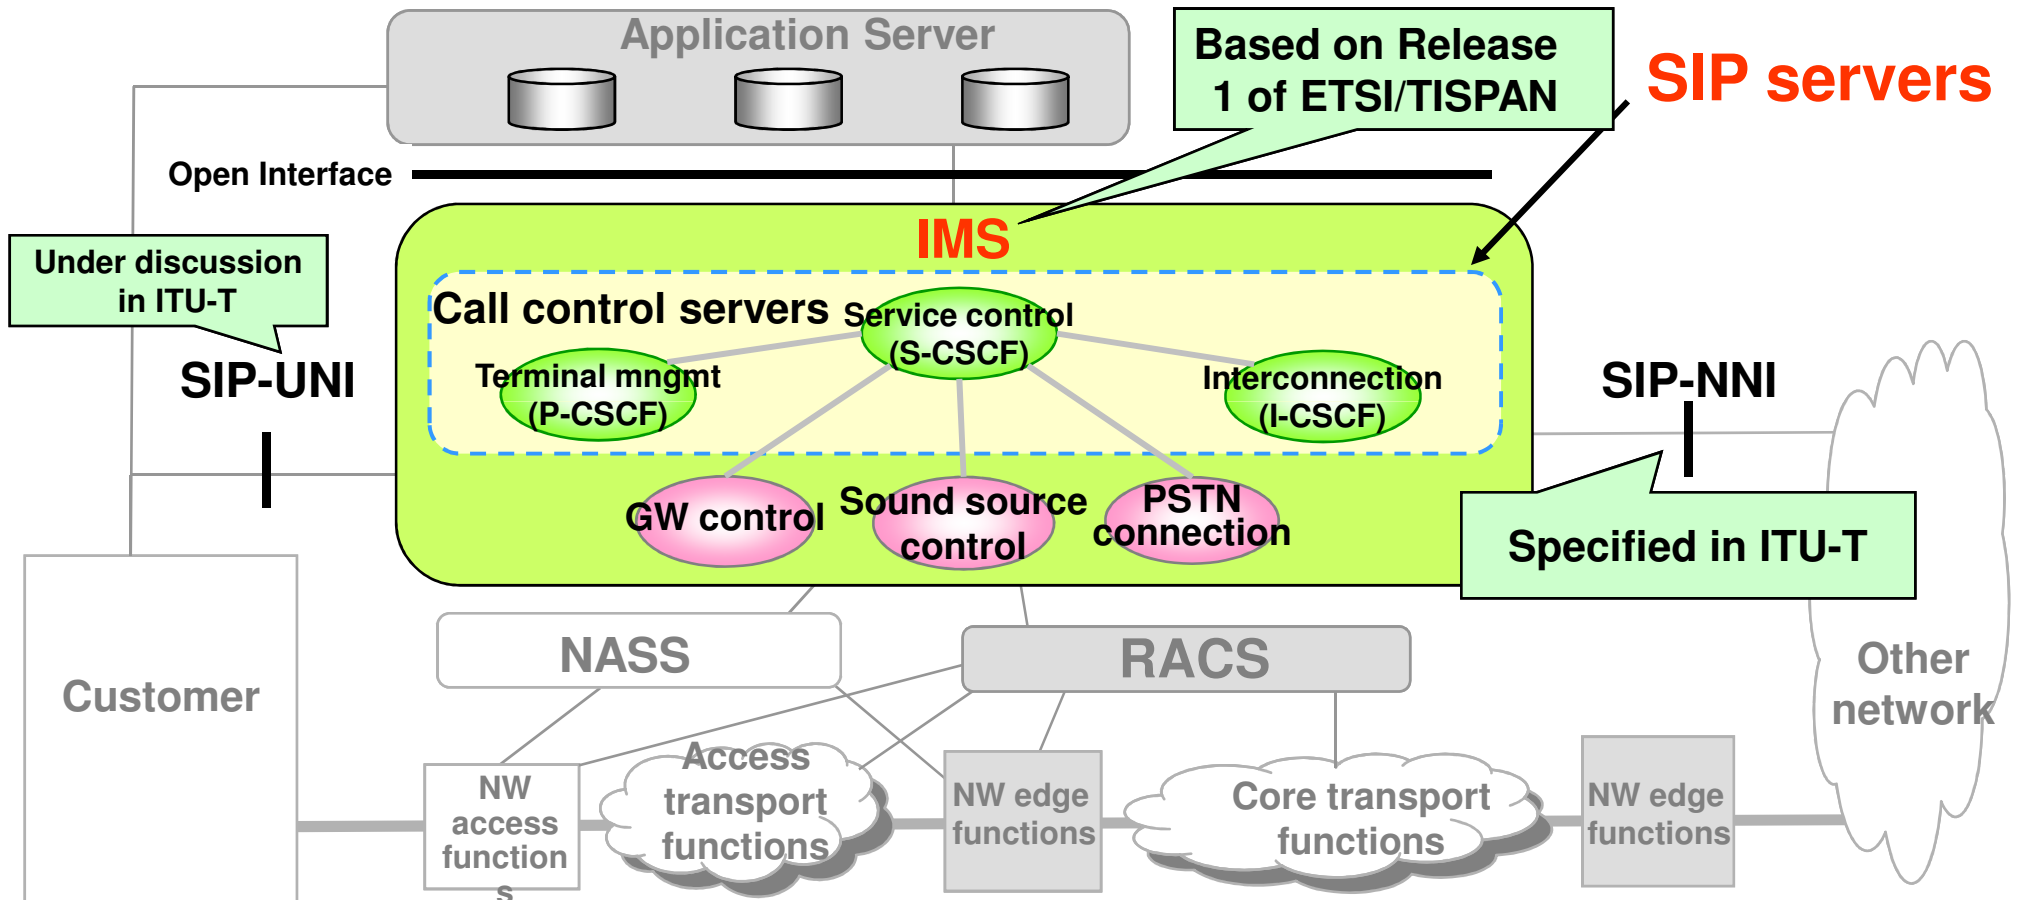 Application Server
Based on Release
1 of ETSI/TISPAN
SIP servers
Open Interface
IMS
Under discussion
in ITU-T
Call control servers
Service control
(S-CSCF)
Terminal mngmt
(P-CSCF)
Interconnection
(I-CSCF)
SIP-UNI
SIP-NNI
GW control
Sound source
control
PSTN
connection
Specified in ITU-T
NASS
RACS
Customer
Other
network
NW
access
function
s
Access
transport
functions
NW edge
functions
Core transport
functions
NW edge
functions